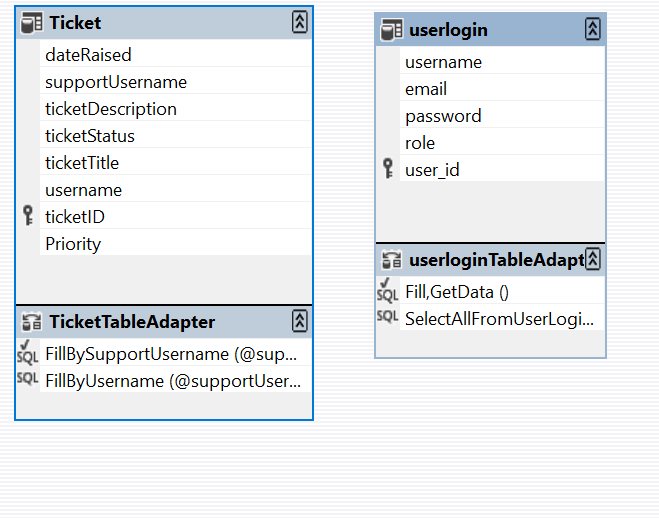 Ticket
dateRaised
supportUsername
ticketDescription
ticketStatus
ticketTitle
username
ticketID
Priority
TicketTableAdapter
SQL FillBySupportUsername (@sup...
SQL FillByUsername (@supportUser...
userlogin
username
email
password
role
user_id
userloginTableAdapt
SQL Fill,GetData ()
SQL SelectAllFromUserLogi...